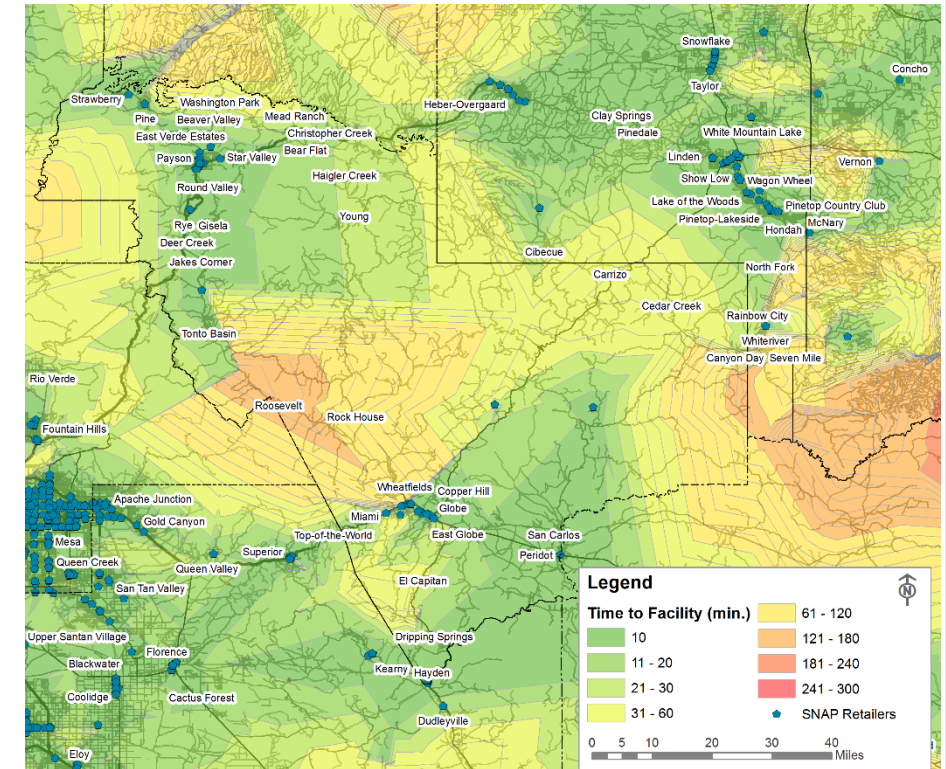 Snowflake
Concho
Strawberry
Washington Park
Heber-Overgaard
Taylor
Pine
Beaver Valley
Mead Ranch
Clay Springs
East Verde Estates
Christopher Creek
Pinedale
White Mountain Lake
Payson
Star Valley
Bear Flat
Linden
Vernon
Haigler Creek
Show Low
Wagon Wheel
Round Valley
Lake of the Woods
Pinetop Country Club
Young
Pinetop-Lakeside
McNary
Rye
Gisela
Hondah
Deer Creek
Cibecue
Jakes Corner
Carrizo
North Fork
Cedar Creek
Rainbow City
Tonto Basin
Whiteriver
Canyon Day
Seven Mile
Rio Verde
Roosevelt
Rock House
Fountain Hills
Wheatfields
Copper Hill
Apache Junction
Globe
Miami
Gold Canyon
Top-of-the-World
East Globe
San Carlos
Mesa
Superior
Peridot
Queen Creek
Queen Valley
El Capitan
San Tan Valley
Upper Santan Village
Dripping Springs
Florence
Blackwater
Kearny
Hayden
Coolidge
Cactus Forest
Dudleyville
Eloy
Legend
N
Time to Facility (min.)
10
11 - 20
21 - 30
31 - 60
61 - 120
121 - 180
181 - 240
241 - 300
SNAP Retailers
0 5 10 20 30 40
Miles